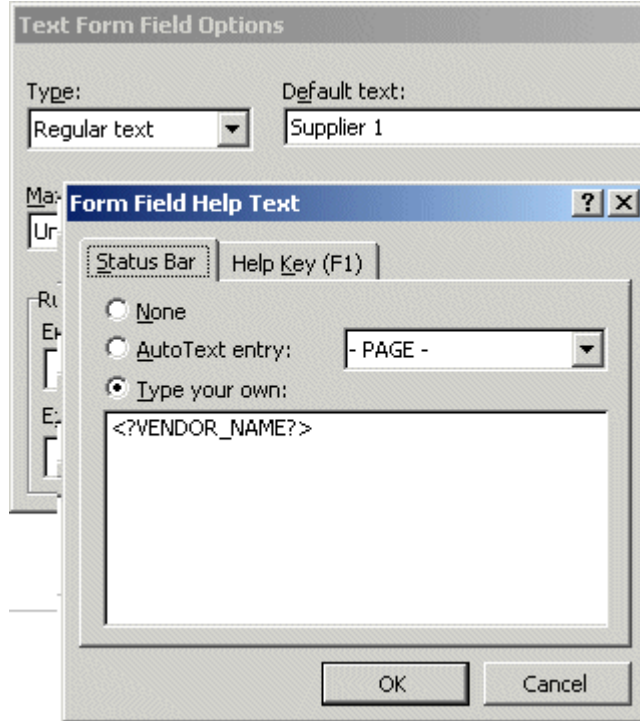 Text Form Field Options
Type: Default text:
Regular text Supplier 1
Form Field Help Text
Status Bar Help Key (F1)
None
AutoText entry: - PAGE -
Type your own:
<?VENDOR_NAME?>
OK Cancel